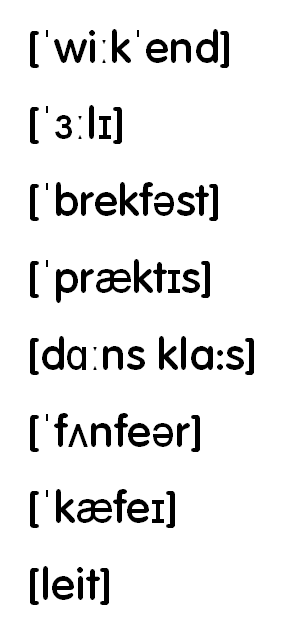 [ˈwiːkˈend]
[ˈɜːlɪ]
[ˈbrekfəst]
[ˈpræktɪs]
[dɑːns klɑːs]
[ˈfʌnfeər]
[ˈkæfeɪ]
[leit]